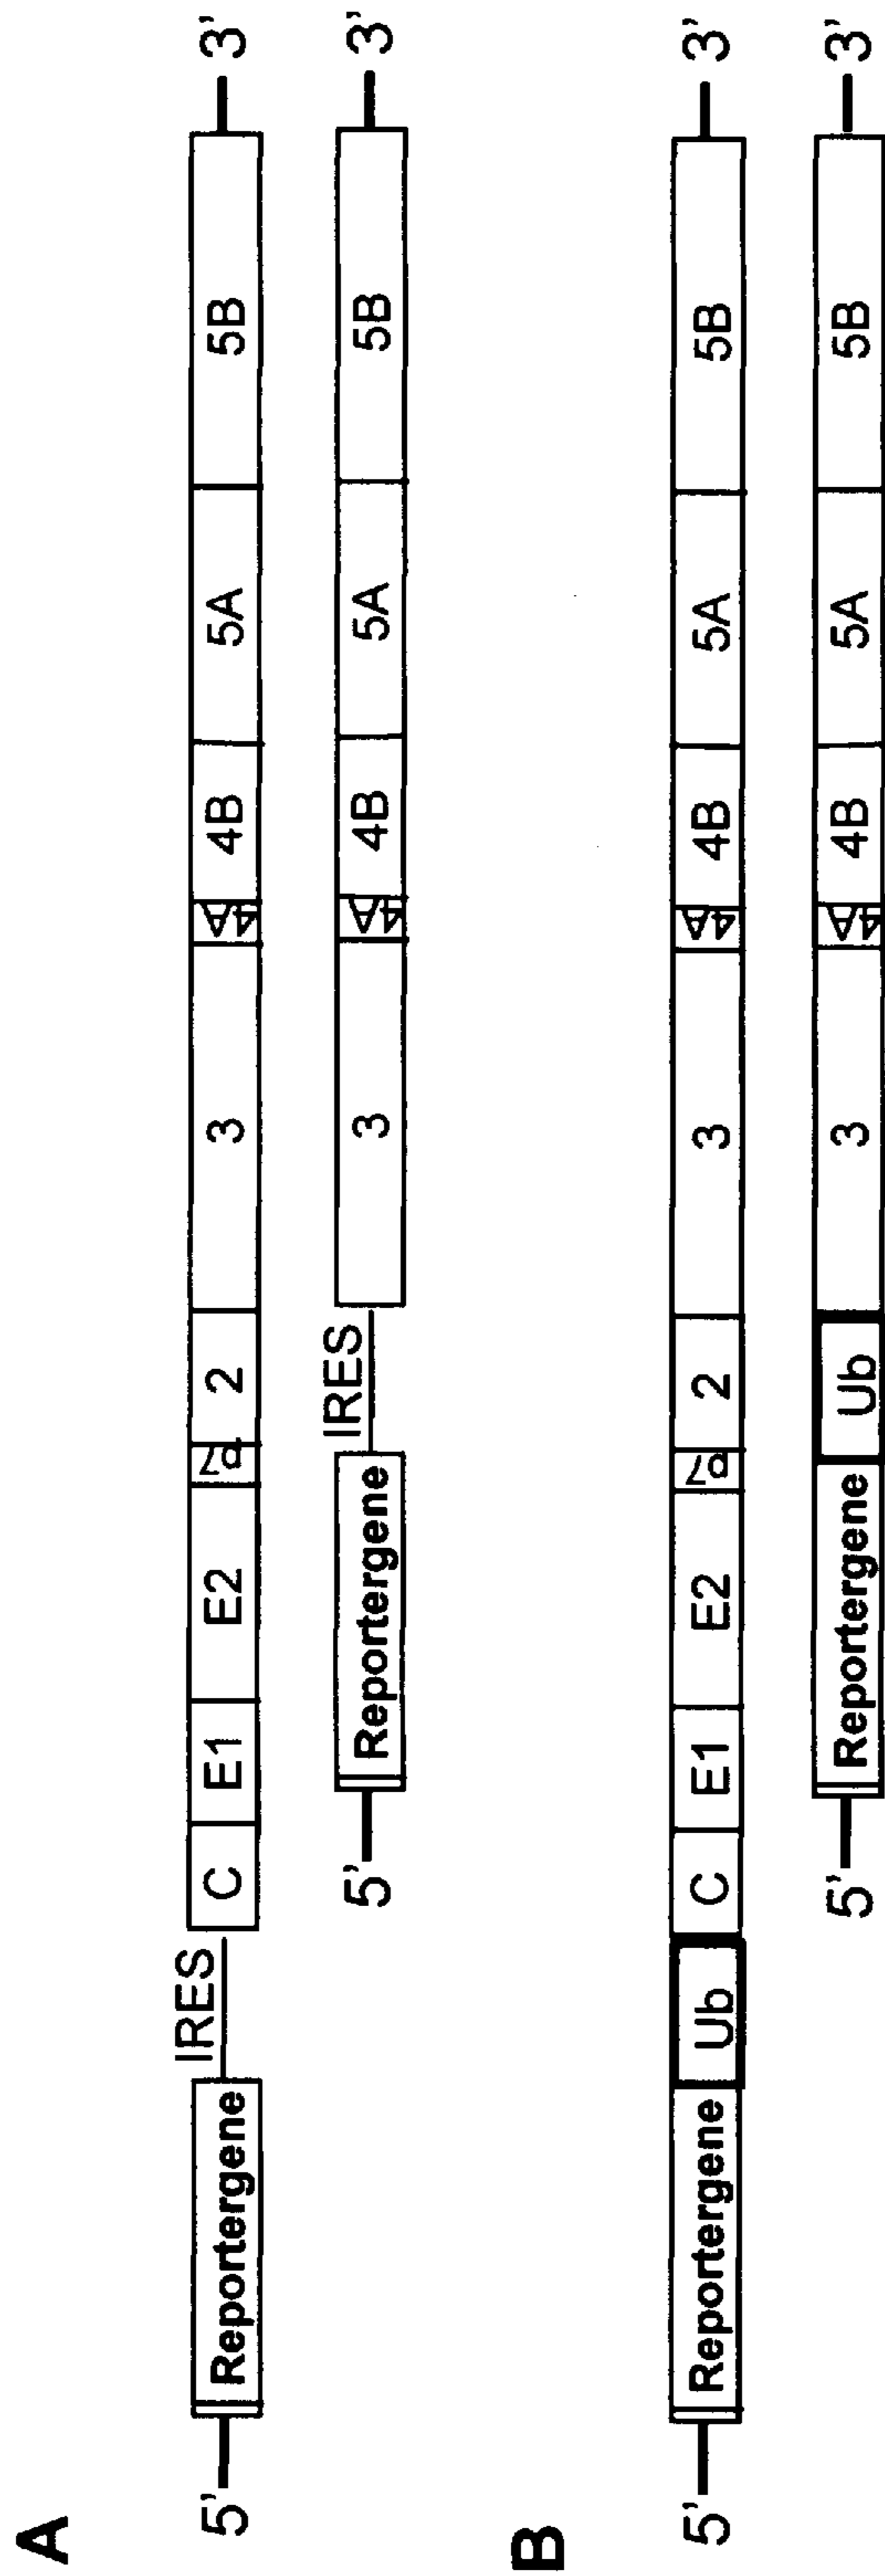 A
5' Reportergene IRES C E1 E2 p7 2 3 4A 4B 5A 5B 3'
5' Reportergene IRES 3 4A 4B 5A 5B 3'
B
5' Reportergene Ub C E1 E2 p7 2 3 4A 4B 5A 5B 3'
5' Reportergene Ub 3 4A 4B 5A 5B 3'